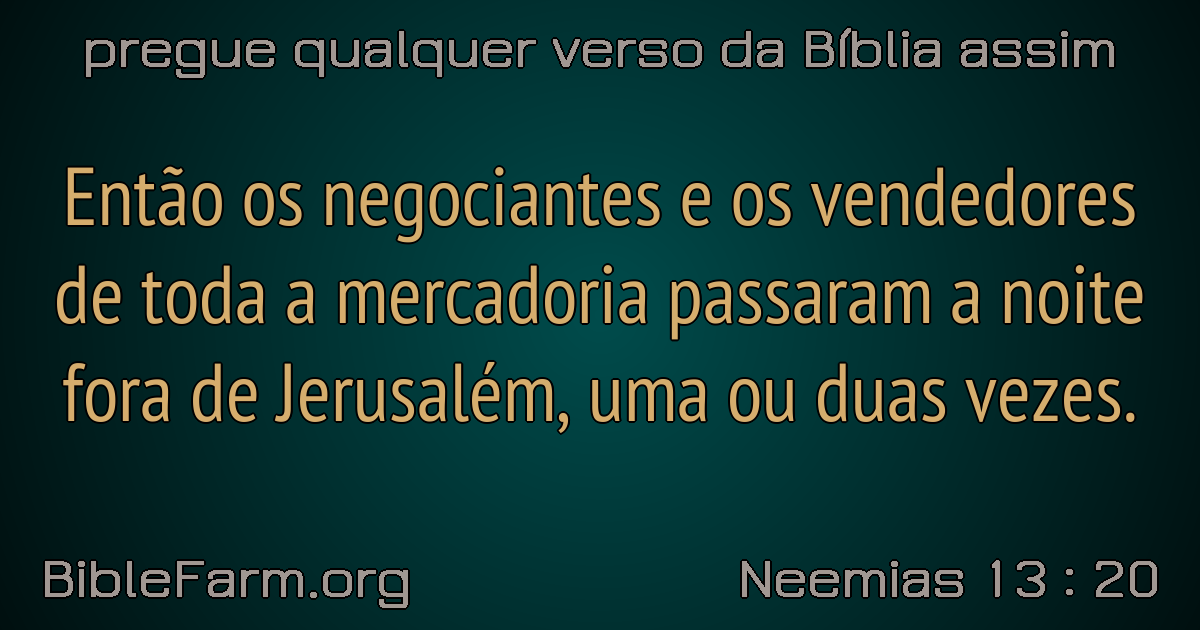 pregue qualquer verso da Bíblia assim
Então os negociantes e os vendedores
de toda a mercadoria passaram a noite
fora de Jerusalém, uma ou duas vezes.
BibleFarm.org
Neemias 13 : 20